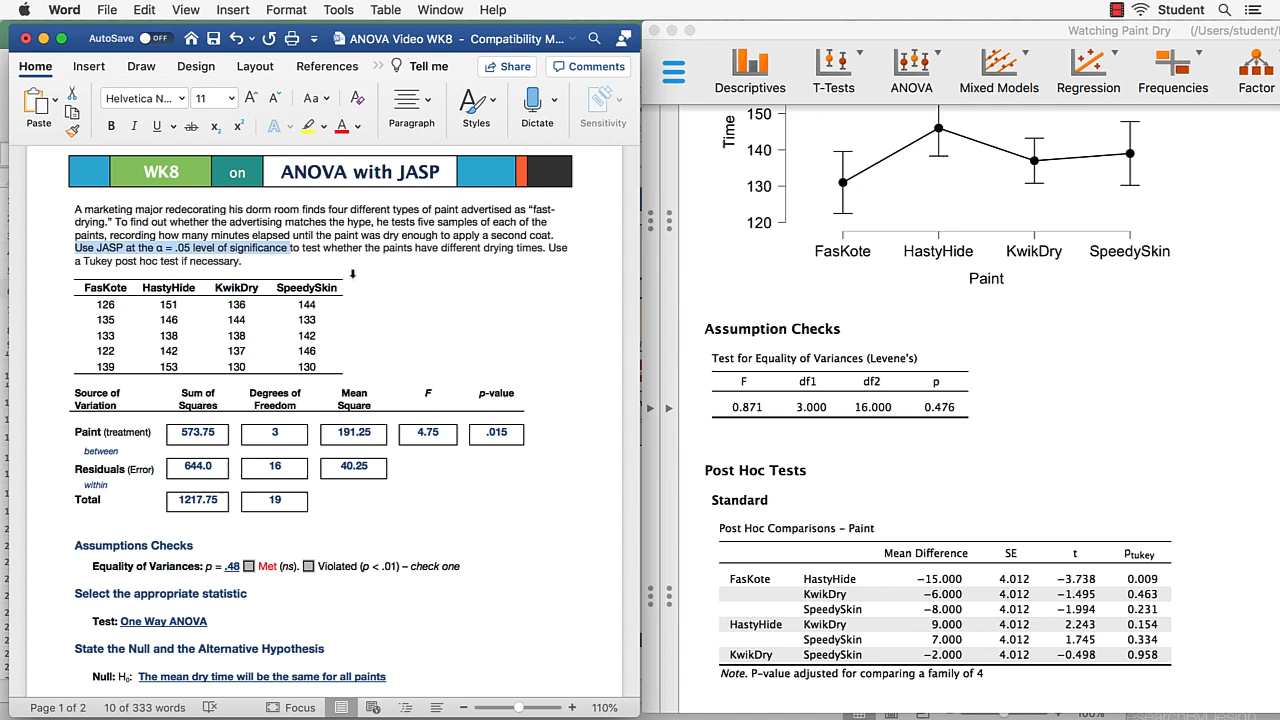 Word File Edit View Insert Format Tools Table Window Help Student
AutoSave OFF ANOVA Video WK8 - Compatibility M...
Home Insert Draw Design Layout References Tell me Share Comments
Paste Helvetica N... 11 Aa Paragraph Styles Dictate Sensitivity
B I U ab x₂ x² A A
WK8 on ANOVA with JASP
A marketing major redecorating his dorm room finds four different types of paint advertised as “fast-
drying.” To find out whether the advertising matches the hype, he tests five samples of each of the
paints, recording how many minutes elapsed until the paint was dry enough to apply a second coat.
Use JASP at the α = .05 level of significance to test whether the paints have different drying times. Use
a Tukey post hoc test if necessary.
FasKote HastyHide KwikDry SpeedySkin
126 151 136 144
135 146 144 133
133 138 138 142
122 142 137 146
139 153 130 130
Source of Sum of Degrees of Mean F p-value
Variation Squares Freedom Square
Paint (treatment) 573.75 3 191.25 4.75 .015
between
Residuals (Error) 644.0 16 40.25
within
Total 1217.75 19
Assumptions Checks
Equality of Variances: p = .48 Met (ns). Violated (p < .01) – check one
Select the appropriate statistic
Test: One Way ANOVA
State the Null and the Alternative Hypothesis
Null: H₀: The mean dry time will be the same for all paints
Page 1 of 2 10 of 333 words Focus 110%
Watching Paint Dry (/Users/student/
Descriptives T-Tests ANOVA Mixed Models Regression Frequencies Factor
Time
150
140
130
120
FasKote HastyHide KwikDry SpeedySkin
Paint
Assumption Checks
Test for Equality of Variances (Levene's)
F df1 df2 p
0.871 3.000 16.000 0.476
Post Hoc Tests
Standard
Post Hoc Comparisons - Paint
Mean Difference SE t Ptukey
FasKote HastyHide −15.000 4.012 −3.738 0.009
KwikDry −6.000 4.012 −1.495 0.463
SpeedySkin −8.000 4.012 −1.994 0.231
HastyHide KwikDry 9.000 4.012 2.243 0.154
SpeedySkin 7.000 4.012 1.745 0.334
KwikDry SpeedySkin −2.000 4.012 −0.498 0.958
Note. P-value adjusted for comparing a family of 4
100%